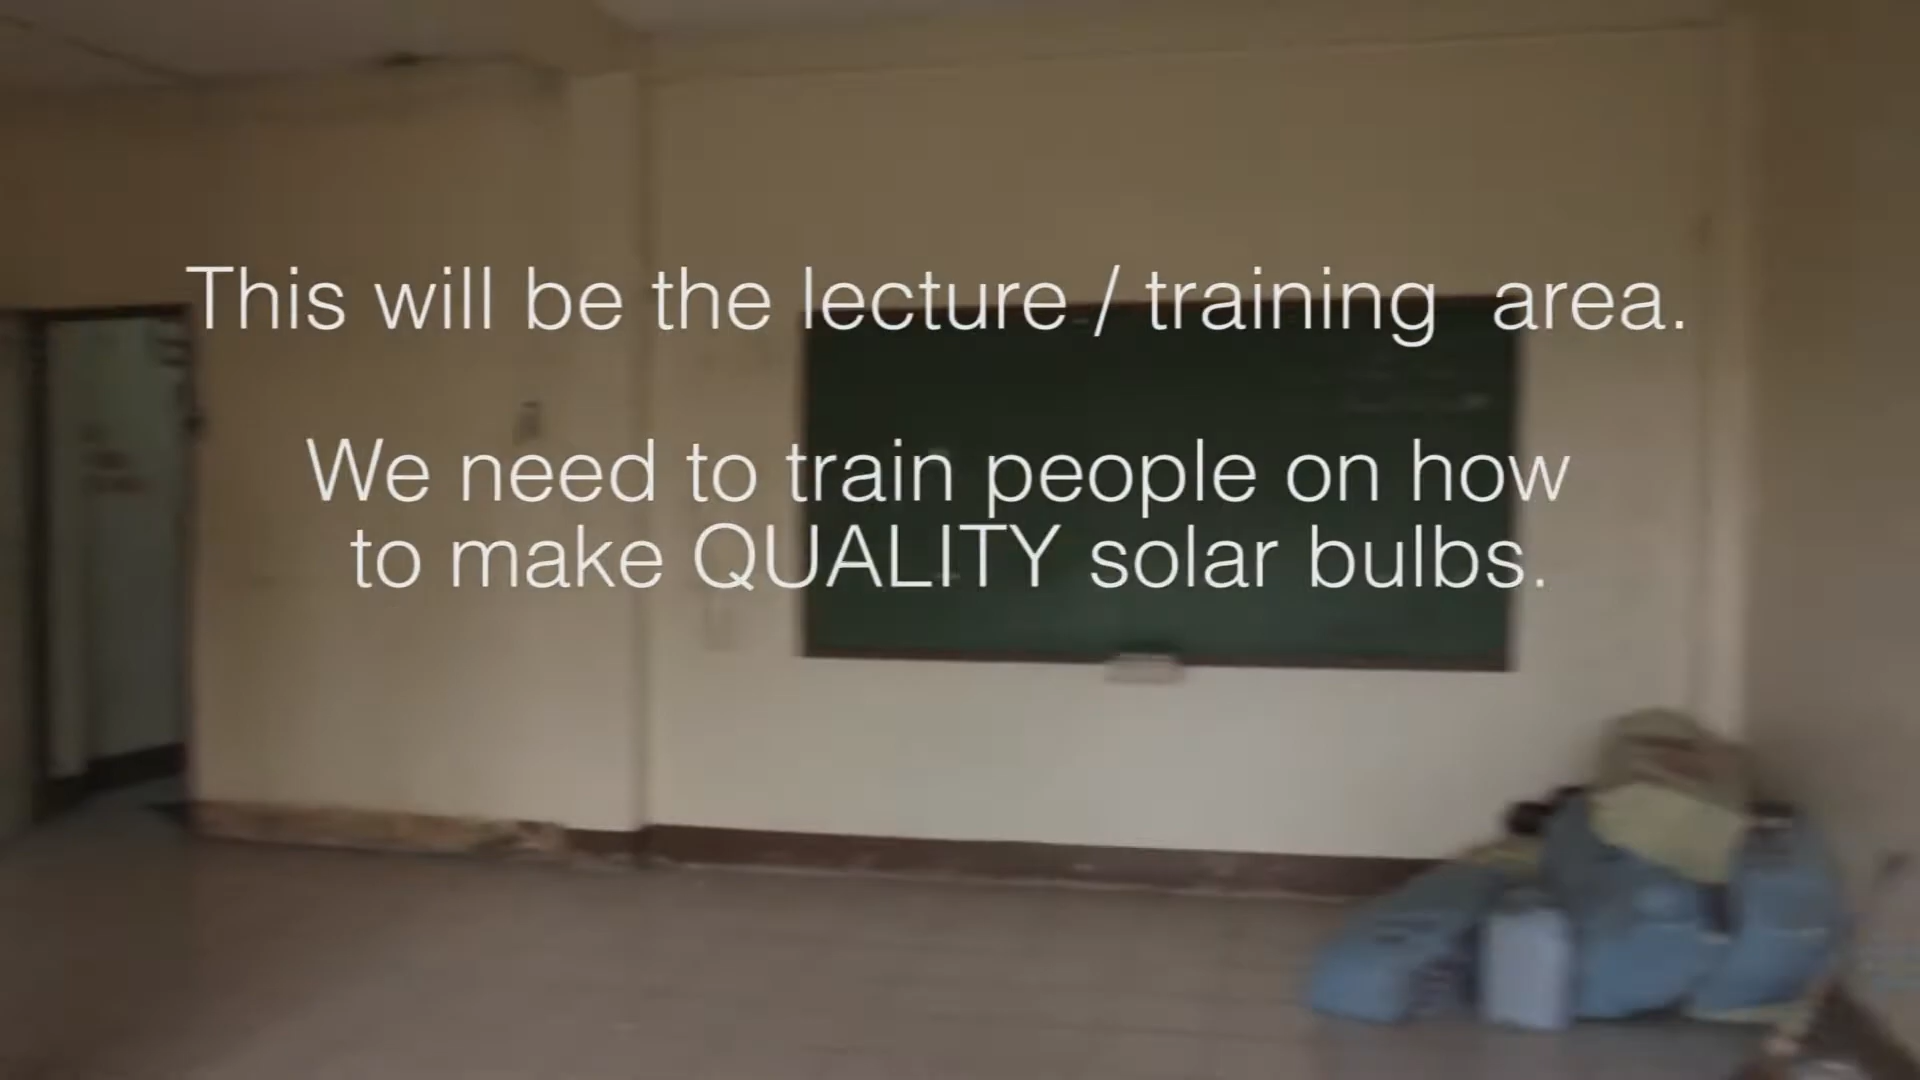 This will be the lecture / training area.
We need to train people on how
to make QUALITY solar bulbs.